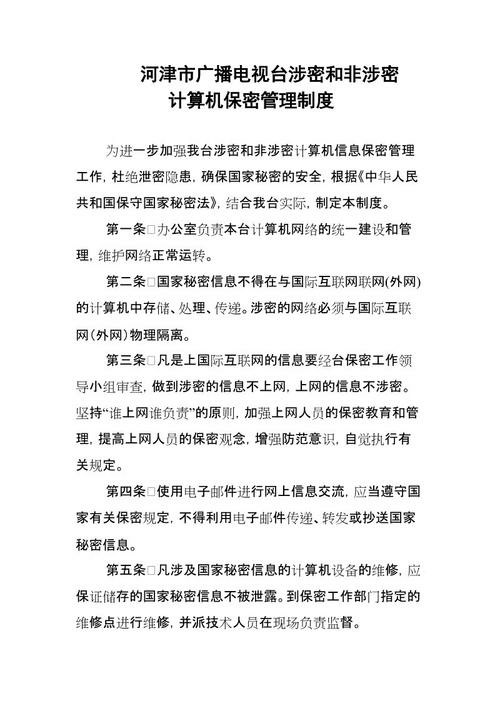 河津市广播电视台涉密和非涉密
计算机保密管理制度
为进一步加强我台涉密和非涉密计算机信息保密管理
工作，杜绝泄密隐患，确保国家秘密的安全，根据《中华人民
共和国保守国家秘密法》，结合我台实际，制定本制度。
第一条□办公室负责本台计算机网络的统一建设和管
理，维护网络正常运转。
第二条□国家秘密信息不得在与国际互联网联网(外网)
的计算机中存储、处理、传递。涉密的网络必须与国际互联
网（外网）物理隔离。
第三条□凡是上国际互联网的信息要经台保密工作领
导小组审查，做到涉密的信息不上网，上网的信息不涉密。
坚持“谁上网谁负责”的原则，加强上网人员的保密教育和管
理，提高上网人员的保密观念，增强防范意识，自觉执行有
关规定。
第四条□使用电子邮件进行网上信息交流，应当遵守国
家有关保密规定，不得利用电子邮件传递、转发或抄送国家
秘密信息。
第五条□凡涉及国家秘密信息的计算机设备的维修，应
保证储存的国家秘密信息不被泄露。到保密工作部门指定的
维修点进行维修，并派技术人员在现场负责监督。